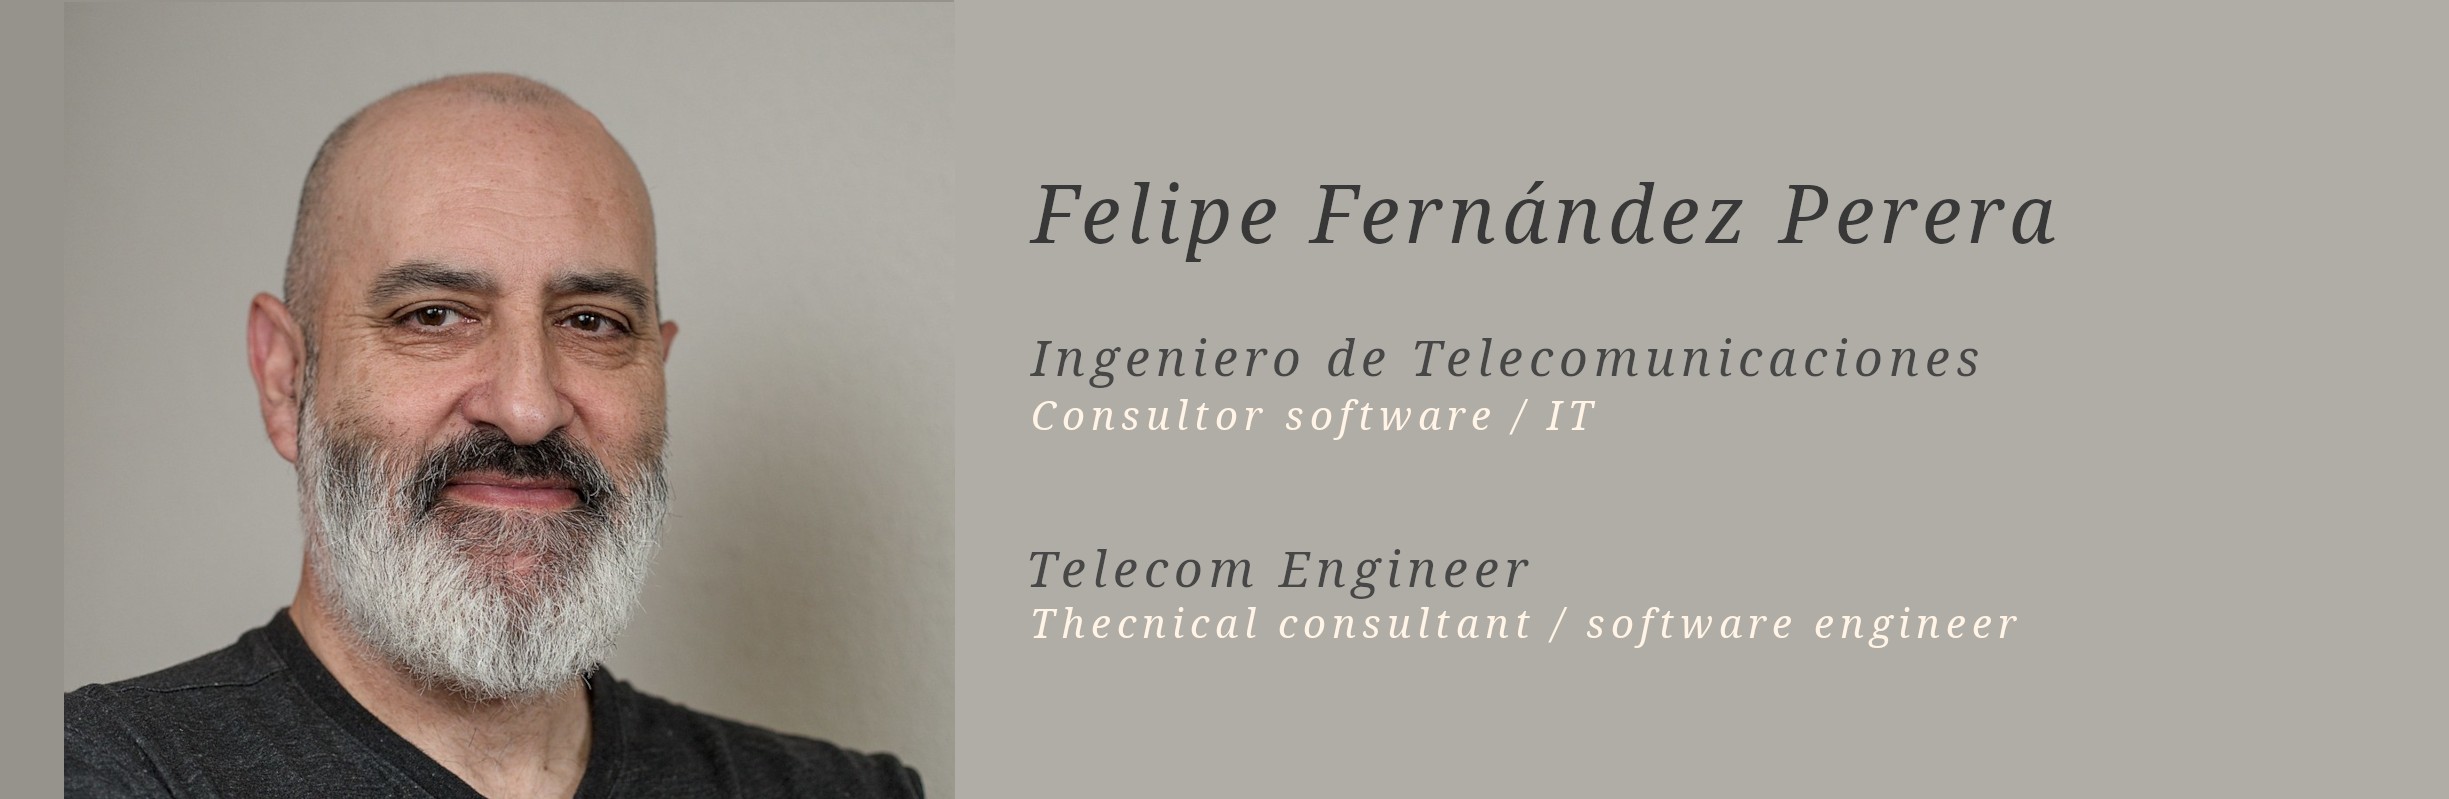 Felipe Fernández Perera
Ingeniero de Telecomunicaciones
Consultor software / IT
Telecom Engineer
Thecnical consultant / software engineer